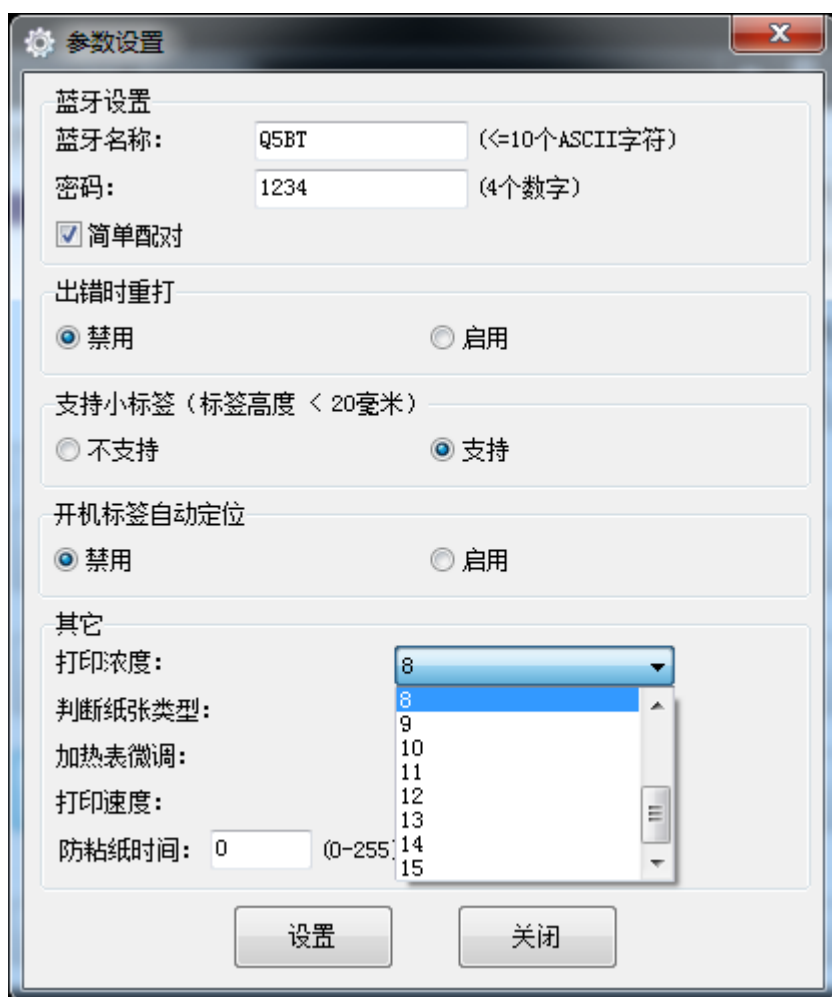 参数设置
蓝牙设置
蓝牙名称: Q5BT (<=10个ASCII字符)
密码: 1234 (4个数字)
简单配对
出错时重打
禁用 启用
支持小标签（标签高度 < 20毫米）
不支持 支持
开机标签自动定位
禁用 启用
其它
打印浓度: 8
8
判断纸张类型:
9
10
加热表微调:
11
12
打印速度:
13
防粘纸时间: 0 (0-255)
14
15
设置 关闭